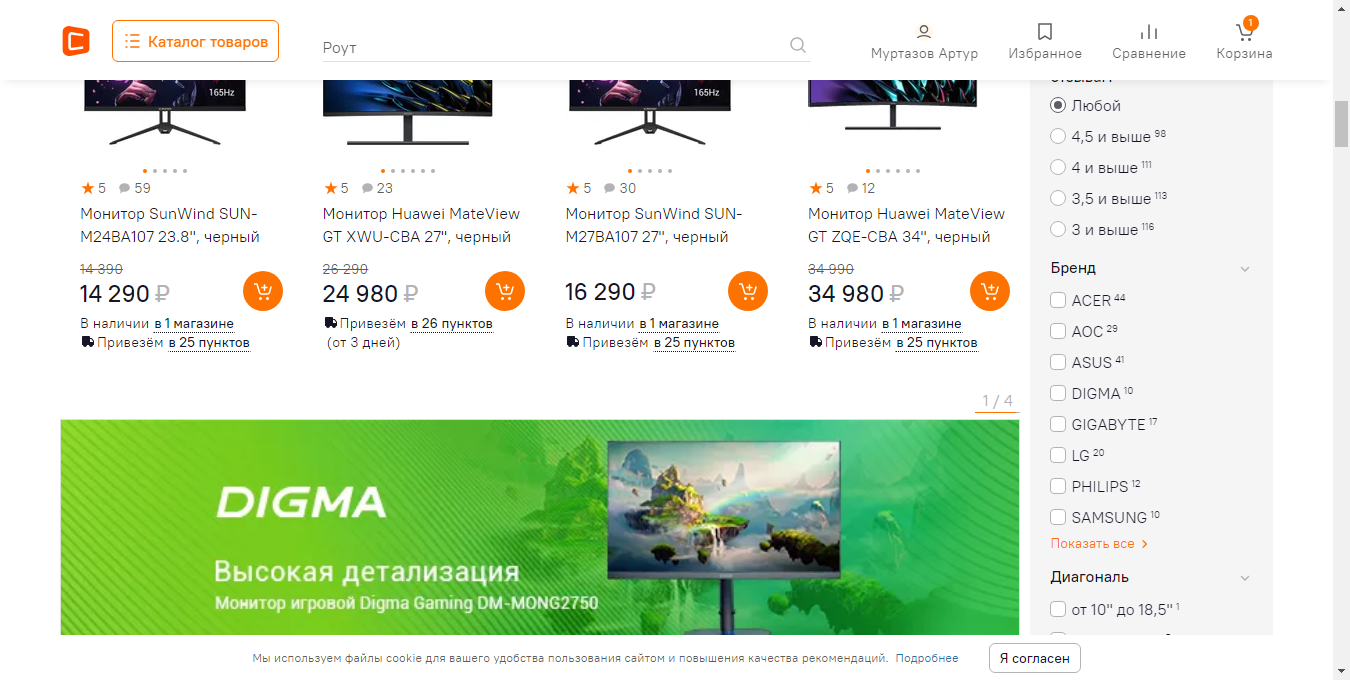 Каталог товаров
Роут
Муртазов Артур
Избранное
Сравнение
1
Корзина
165Hz
165Hz
5 59
Монитор SunWind SUN-
M24BA107 23.8", черный
14 390
14 290 ₽
В наличии в 1 магазине
Привезём в 25 пунктов
5 23
Монитор Huawei MateView
GT XWU-CBA 27", черный
26 290
24 980 ₽
Привезём в 26 пунктов
(от 3 дней)
5 30
Монитор SunWind SUN-
M27BA107 27", черный
16 290 ₽
В наличии в 1 магазине
Привезём в 25 пунктов
5 12
Монитор Huawei MateView
GT ZQE-CBA 34", черный
34 990
34 980 ₽
В наличии в 1 магазине
Привезём в 25 пунктов
1 / 4
DIGMA
Высокая детализация
Монитор игровой Digma Gaming DM-MONG2750
Любой
4,5 и выше 98
4 и выше 111
3,5 и выше 113
3 и выше 116
Бренд
ACER 44
AOC 29
ASUS 41
DIGMA 10
GIGABYTE 17
LG 20
PHILIPS 12
SAMSUNG 10
Показать все
Диагональ
от 10" до 18,5" 1
Мы используем файлы cookie для вашего удобства пользования сайтом и повышения качества рекомендаций. Подробнее
Я согласен